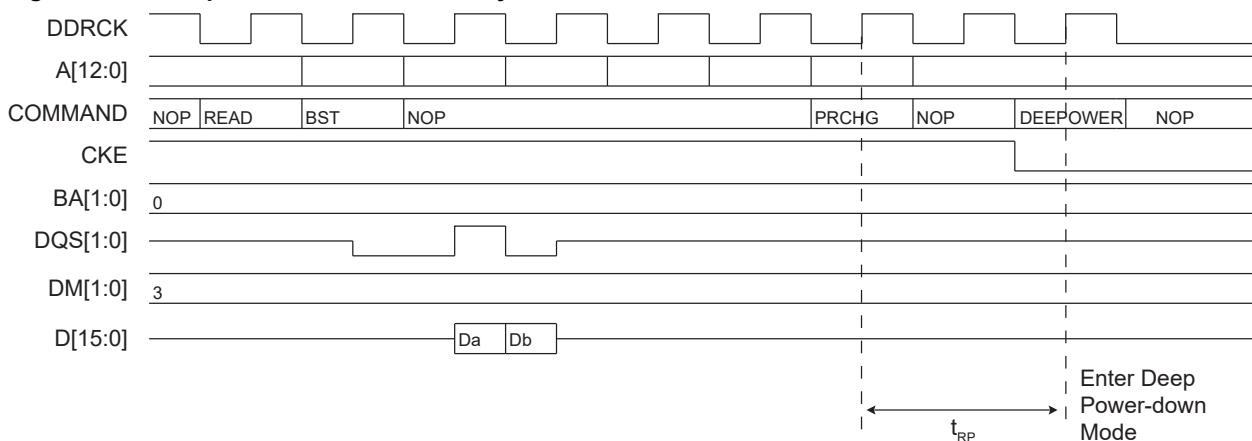 DDRCK
A[12:0]
COMMAND NOP READ BST NOP PRCHG NOP DEEPOWER NOP
CKE
BA[1:0] 0
DQS[1:0]
DM[1:0] 3
D[15:0] Da Db
Enter Deep
Power-down
Mode
tRP